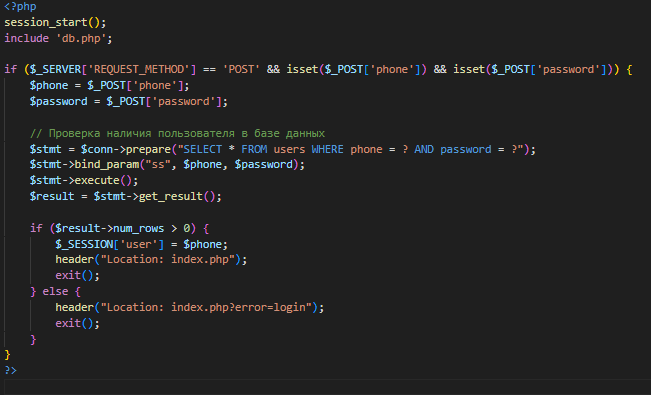 <?php
session_start();
include 'db.php';
if ($_SERVER['REQUEST_METHOD'] == 'POST' && isset($_POST['phone']) && isset($_POST['password'])) {
$phone = $_POST['phone'];
$password = $_POST['password'];
// Проверка наличия пользователя в базе данных
$stmt = $conn->prepare("SELECT * FROM users WHERE phone = ? AND password = ?");
$stmt->bind_param("ss", $phone, $password);
$stmt->execute();
$result = $stmt->get_result();
if ($result->num_rows > 0) {
$_SESSION['user'] = $phone;
header("Location: index.php");
exit();
} else {
header("Location: index.php?error=login");
exit();
}
}
?>